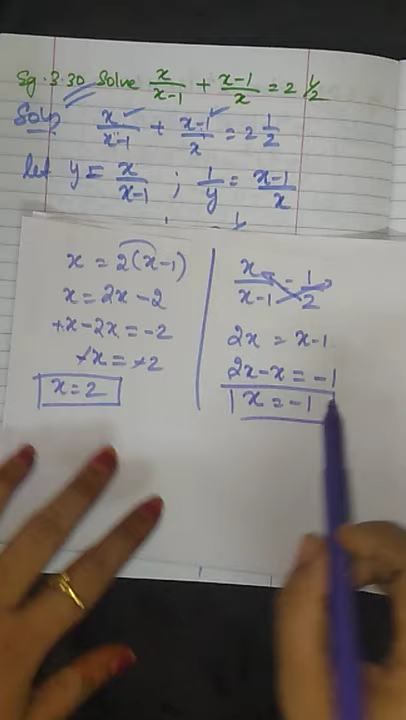 Eg. 3.30 Solve x/(x-1) + (x-1)/x = 2 1/2
Soln x/(x-1) + (x-1)/x = 2 1/2
let y = x/(x-1) ; 1/y = (x-1)/x
x = 2(x-1)
x = 2x-2
+x-2x = -2
-x = -2
x=2
x/(x-1) = 1/2
2x = x-1
2x-x = -1
x = -1